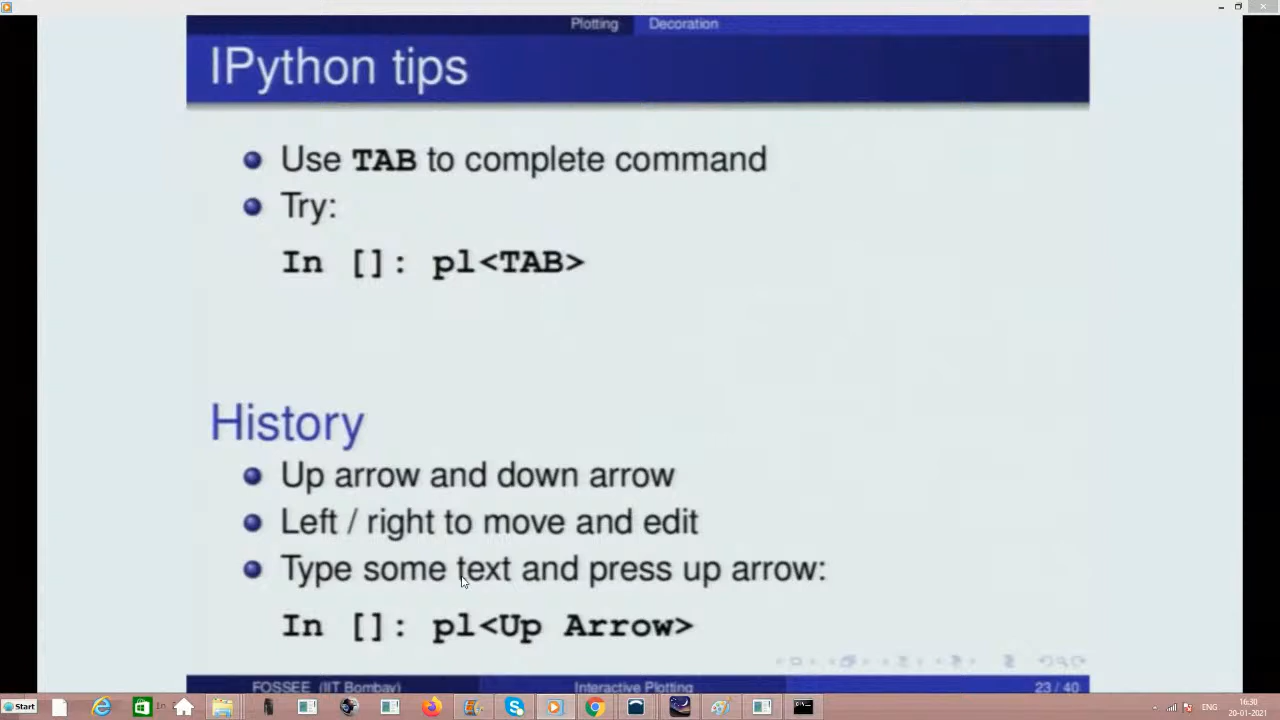 Plotting Decoration
IPython tips
Use TAB to complete command
Try:
In []: pl<TAB>
History
Up arrow and down arrow
Left / right to move and edit
Type some text and press up arrow:
In []: pl<Up Arrow>
FOSSEE (IIT Bombay) Interactive Plotting 23 / 40
Start ENG 16:30
20-01-2021